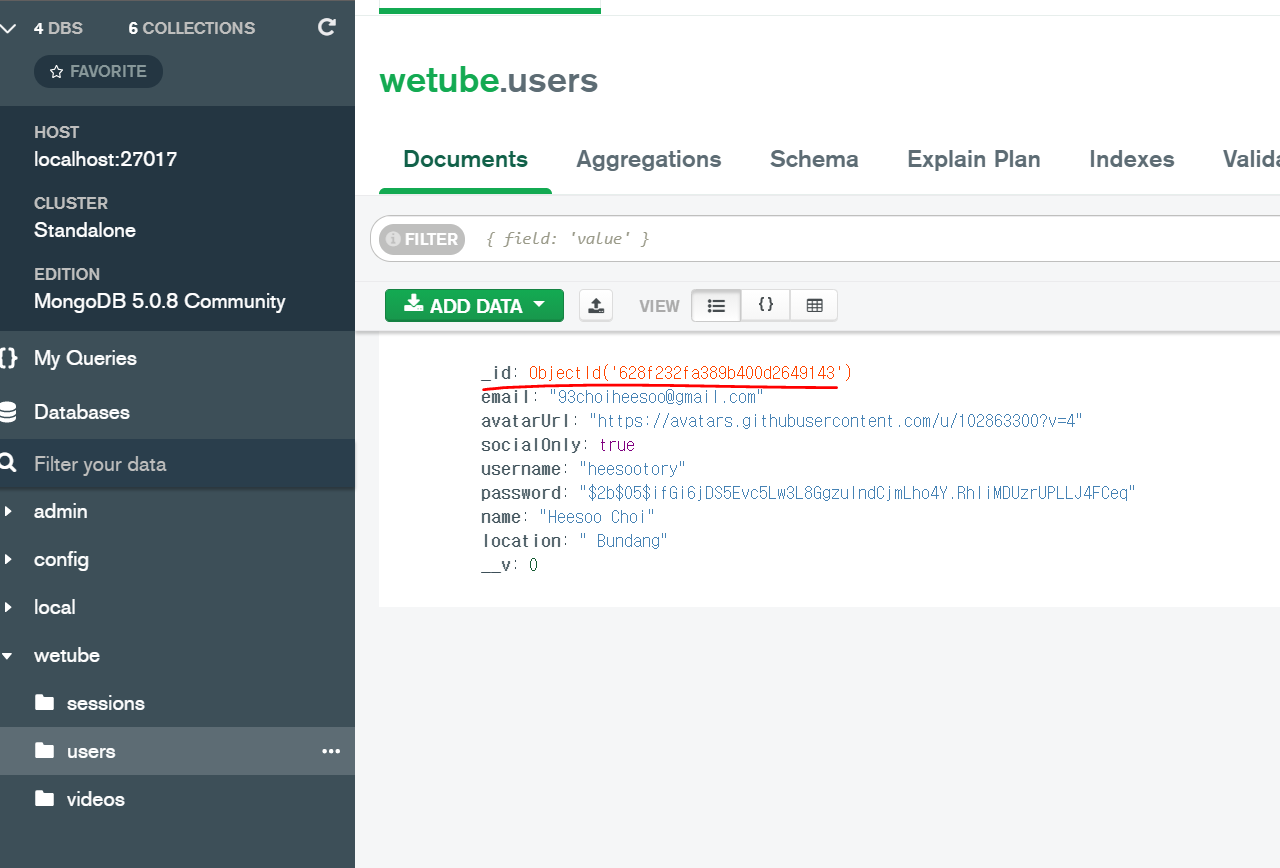 4 DBS 6 COLLECTIONS
FAVORITE
HOST
localhost:27017
CLUSTER
Standalone
EDITION
MongoDB 5.0.8 Community
{} My Queries
Databases
Filter your data
admin
config
local
wetube
sessions
users
videos
wetube.users
Documents Aggregations Schema Explain Plan Indexes Valida
FILTER { field: 'value' }
ADD DATA VIEW {}
_id: ObjectId('628f232fa389b400d2649143')
email: "93choiheesoo@gmail.com"
avatarUrl: "https://avatars.githubusercontent.com/u/102863300?v=4"
socialOnly: true
username: "heesootory"
password: "$2b$05$ifGi6jDS5Evc5Lw3L8GgzuIndCjmLho4Y.RhIiMDUzrUPLLJ4FCeq"
name: "Heesoo Choi"
location: " Bundang"
__v: 0